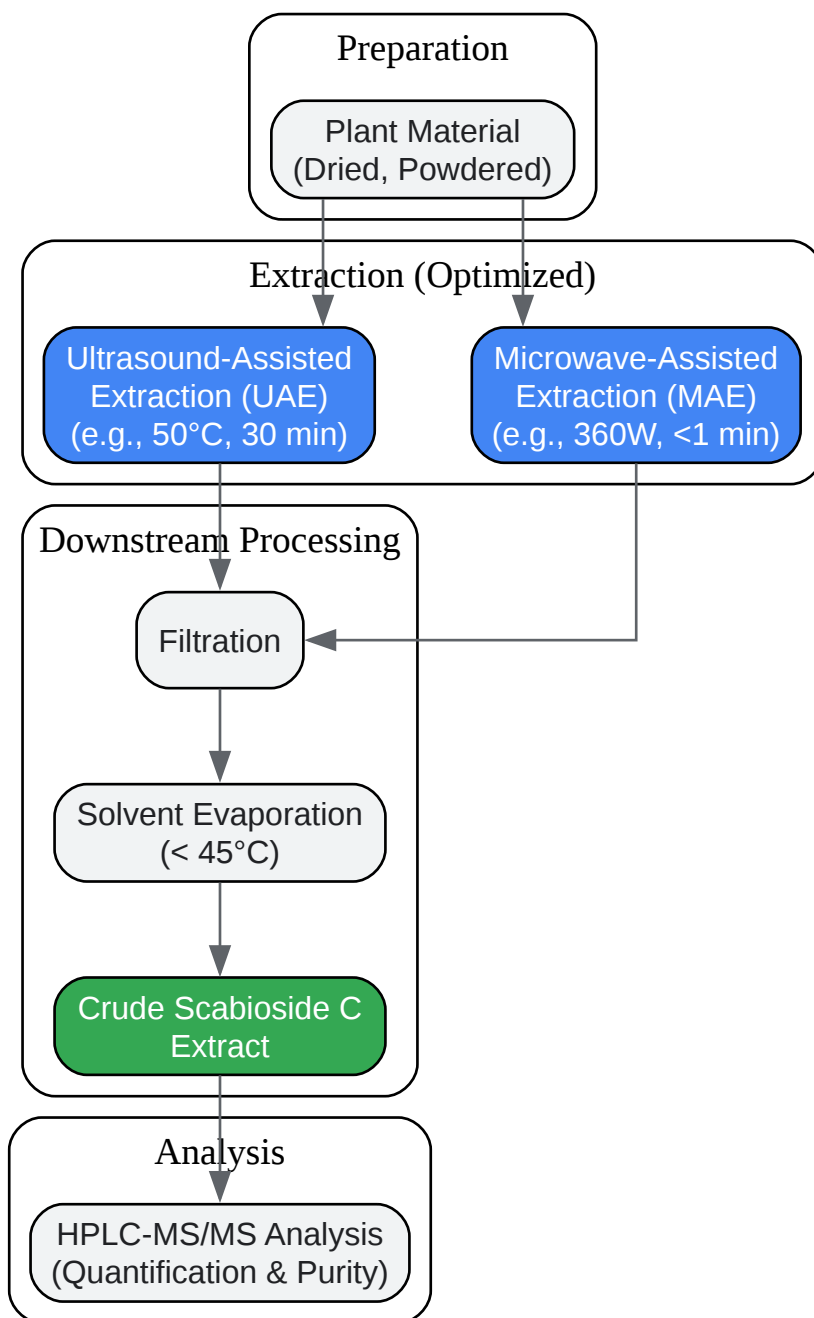 Preparation
Plant Material
(Dried, Powdered)
Extraction (Optimized)
Ultrasound-Assisted
Extraction (UAE)
(e.g., 50°C, 30 min)
Microwave-Assisted
Extraction (MAE)
(e.g., 360W, <1 min)
Downstream Processing
Filtration
Solvent Evaporation
(< 45°C)
Crude Scabioside C
Extract
Analysis
HPLC-MS/MS Analysis
(Quantification & Purity)